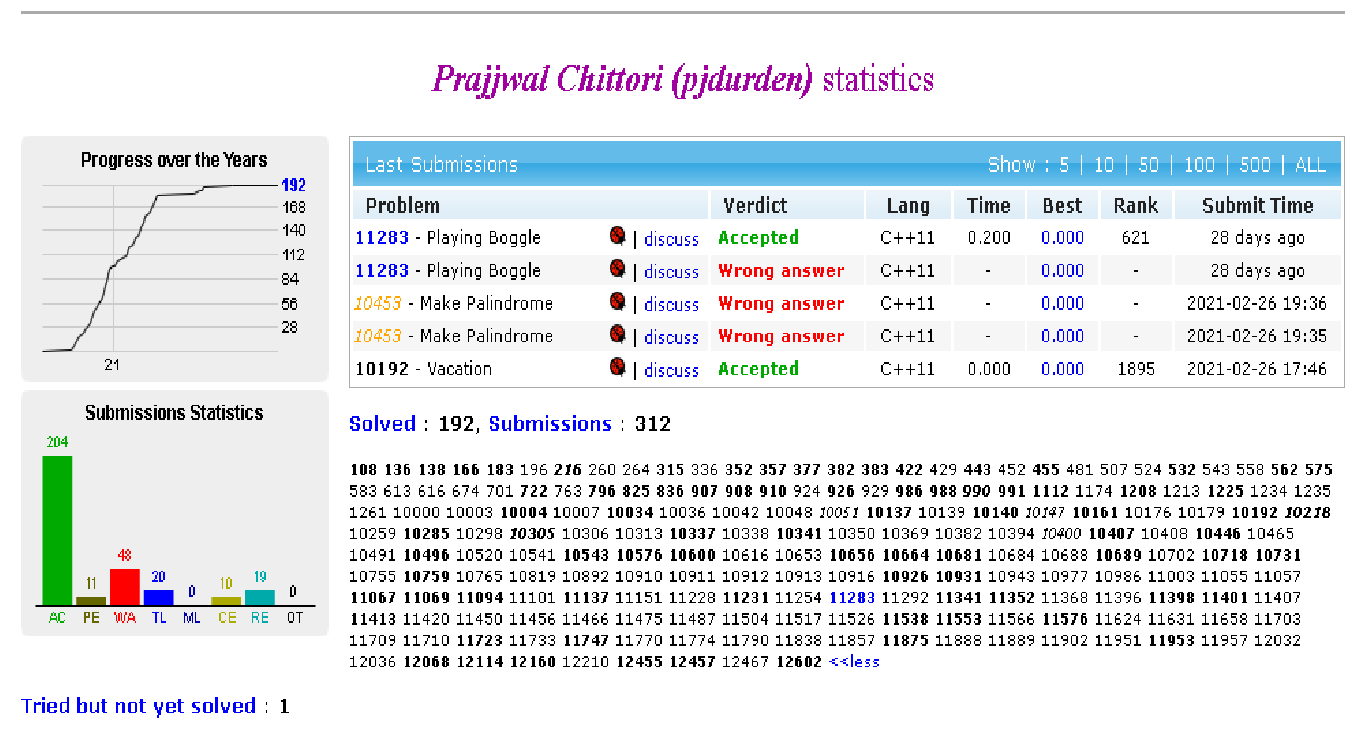 Prajjwal Chittori (pjdurden) statistics
Progress over the Years
192
168
140
112
84
56
28
21
Submissions Statistics
204
11
48
20
0
10
19
0
AC PE WA TL ML CE RE OT
Last Submissions Show : 5 | 10 | 50 | 100 | 500 | ALL
Problem Verdict Lang Time Best Rank Submit Time
11283 - Playing Boggle | discuss Accepted C++11 0.200 0.000 621 28 days ago
11283 - Playing Boggle | discuss Wrong answer C++11 - 0.000 - 28 days ago
10453 - Make Palindrome | discuss Wrong answer C++11 - 0.000 - 2021-02-26 19:36
10453 - Make Palindrome | discuss Wrong answer C++11 - 0.000 - 2021-02-26 19:35
10192 - Vacation | discuss Accepted C++11 0.000 0.000 1895 2021-02-26 17:46
Solved : 192, Submissions : 312
108 136 138 166 183 196 216 260 264 315 336 352 357 377 382 383 422 429 443 452 455 481 507 524 532 543 558 562 575
583 613 616 674 701 722 763 796 825 836 907 908 910 924 926 929 986 988 990 991 1112 1174 1208 1213 1225 1234 1235
1261 10000 10003 10004 10007 10034 10036 10042 10048 10051 10137 10139 10140 10147 10161 10176 10179 10192 10218
10259 10285 10298 10305 10306 10313 10337 10338 10341 10350 10369 10382 10394 10400 10407 10408 10446 10465
10491 10496 10520 10541 10543 10576 10600 10616 10653 10656 10664 10681 10684 10688 10689 10702 10718 10731
10755 10759 10765 10819 10892 10910 10911 10912 10913 10916 10926 10931 10943 10977 10986 11003 11055 11057
11067 11069 11094 11101 11137 11151 11228 11231 11254 11283 11292 11341 11352 11368 11396 11398 11401 11407
11413 11420 11450 11456 11466 11475 11487 11504 11517 11526 11538 11553 11566 11576 11624 11631 11658 11703
11709 11710 11723 11733 11747 11770 11774 11790 11838 11857 11875 11888 11889 11902 11951 11953 11957 12032
12036 12068 12114 12160 12210 12455 12457 12467 12602 <<less
Tried but not yet solved : 1